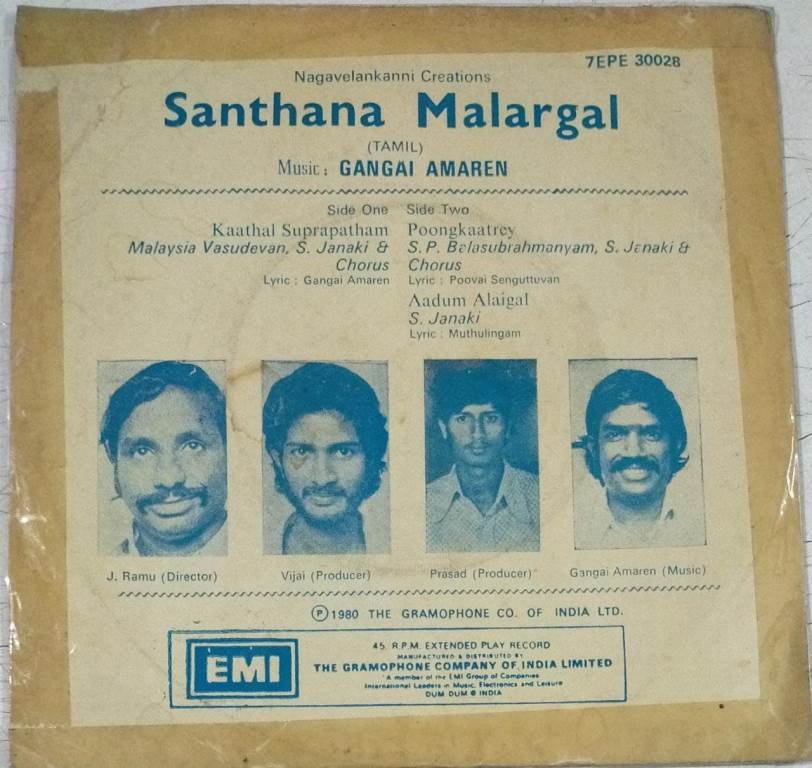 7EPE 30028
Nagavelankanni Creations
Santhana Malargal
(TAMIL)
Music : GANGAI AMAREN
Side One
Kaathal Suprapatham
Malaysia Vasudevan, S. Janaki &
Chorus
Lyric : Gangai Amaren
Side Two
Poongkaatrey
S.P. Balasubrahmanyam, S. Janaki &
Chorus
Lyric : Poovai Senguttuvan
Aadum Alaigal
S. Janaki
Lyric : Muthulingam
J. Ramu (Director)
Vijai (Producer)
Prasad (Producer)
Gangai Amaren (Music)
Ⓟ 1980 THE GRAMOPHONE CO. OF INDIA LTD.
EMI
45 R.P.M. EXTENDED PLAY RECORD
MANUFACTURED & DISTRIBUTED BY
THE GRAMOPHONE COMPANY OF INDIA LIMITED
A member of the EMI Group of Companies
International Leaders in Music, Electronics and Leisure
DUM DUM ● INDIA